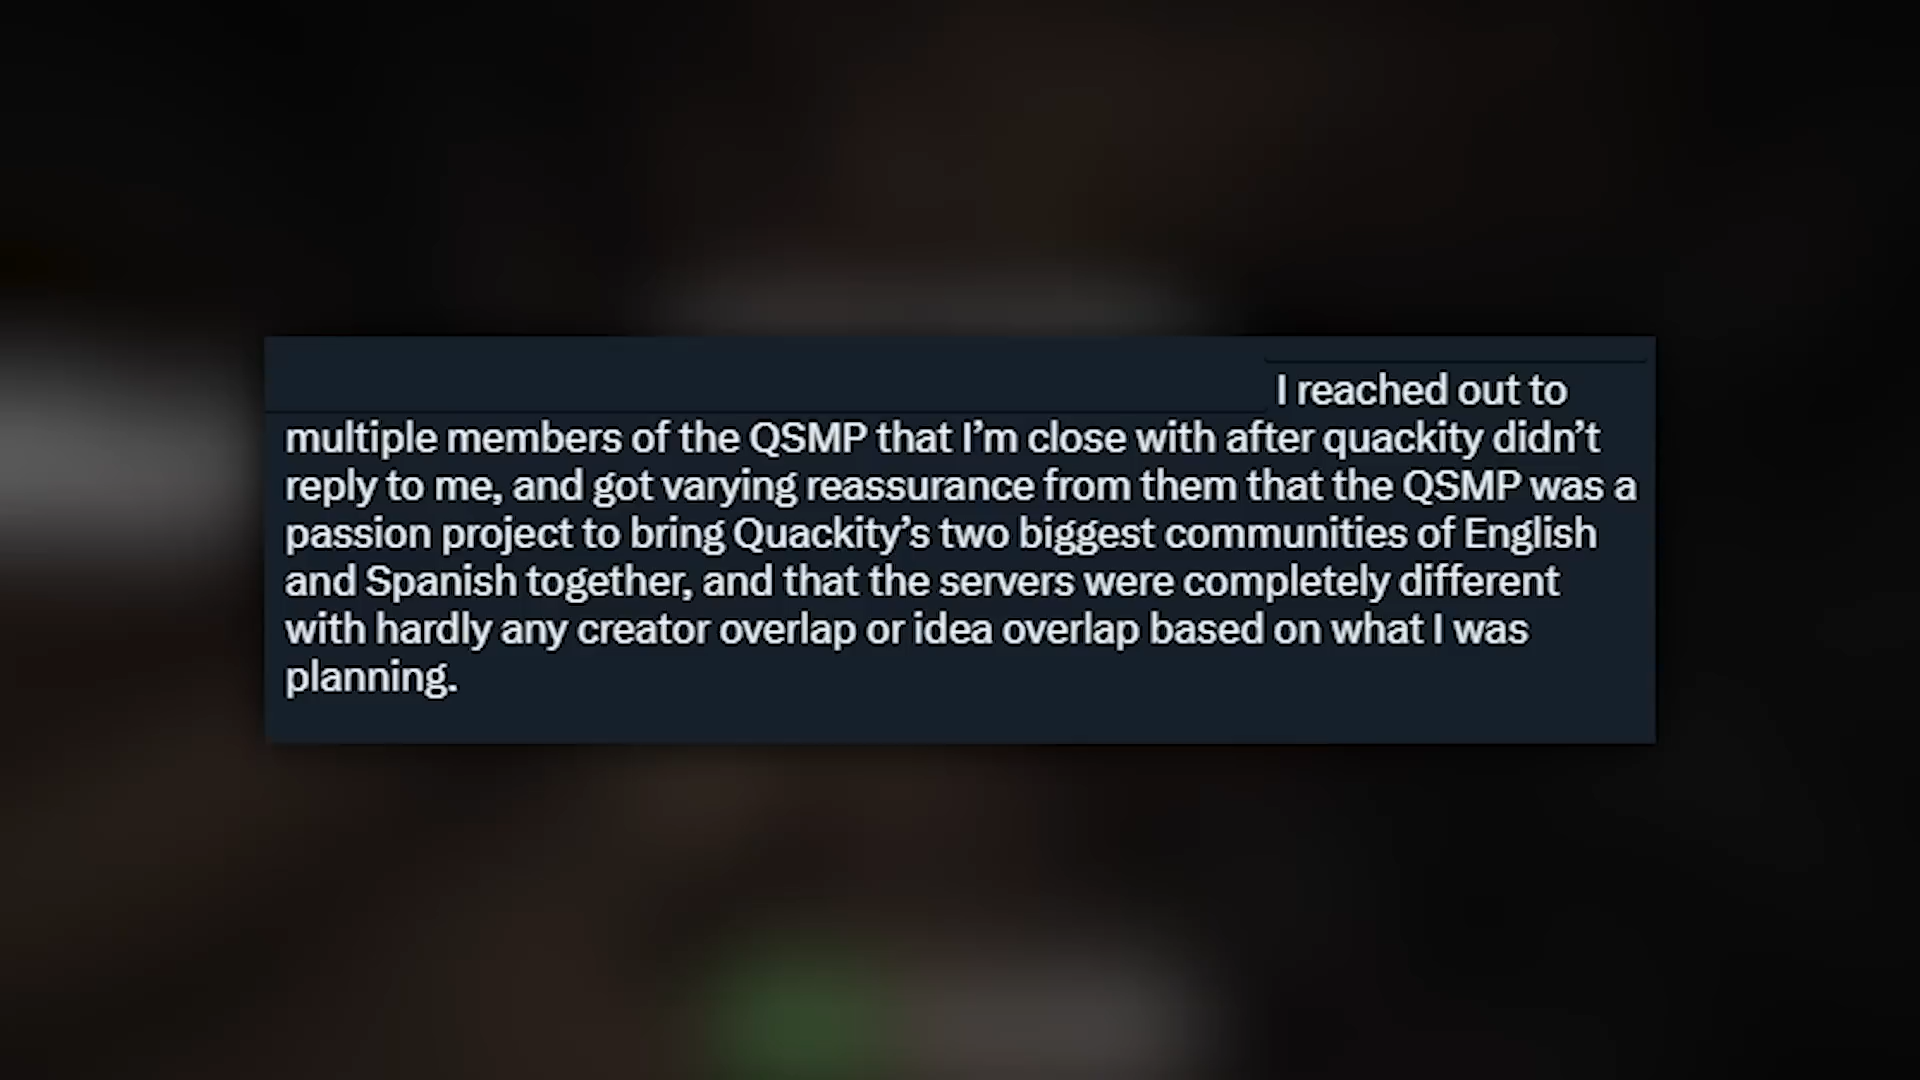 I reached out to
multiple members of the QSMP that I’m close with after quackity didn’t
reply to me, and got varying reassurance from them that the QSMP was a
passion project to bring Quackity’s two biggest communities of English
and Spanish together, and that the servers were completely different
with hardly any creator overlap or idea overlap based on what I was
planning.